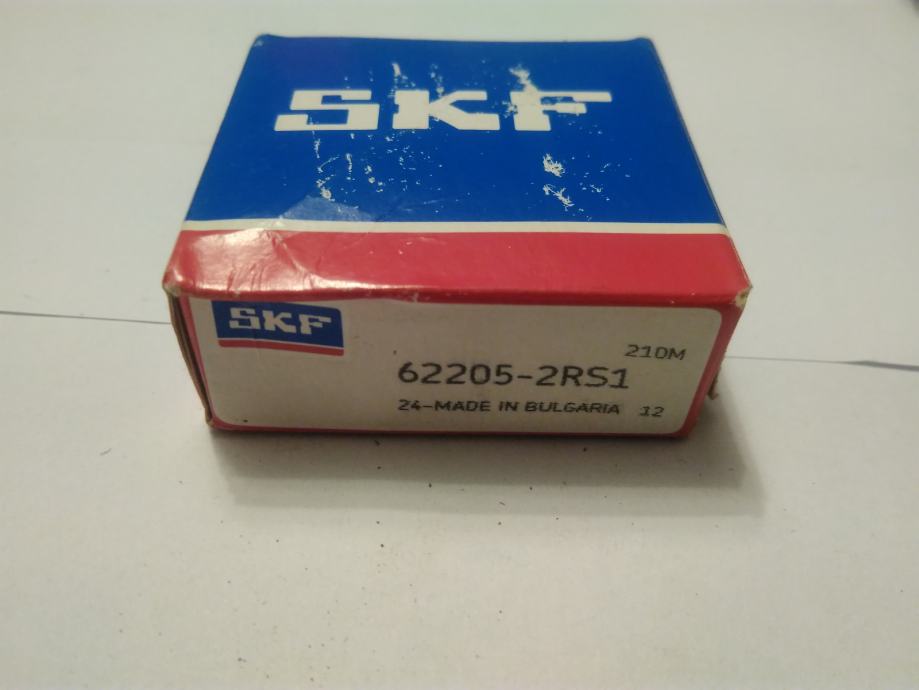 SKF
SKF
210M
62205-2RS1
24-MADE IN BULGARIA 12